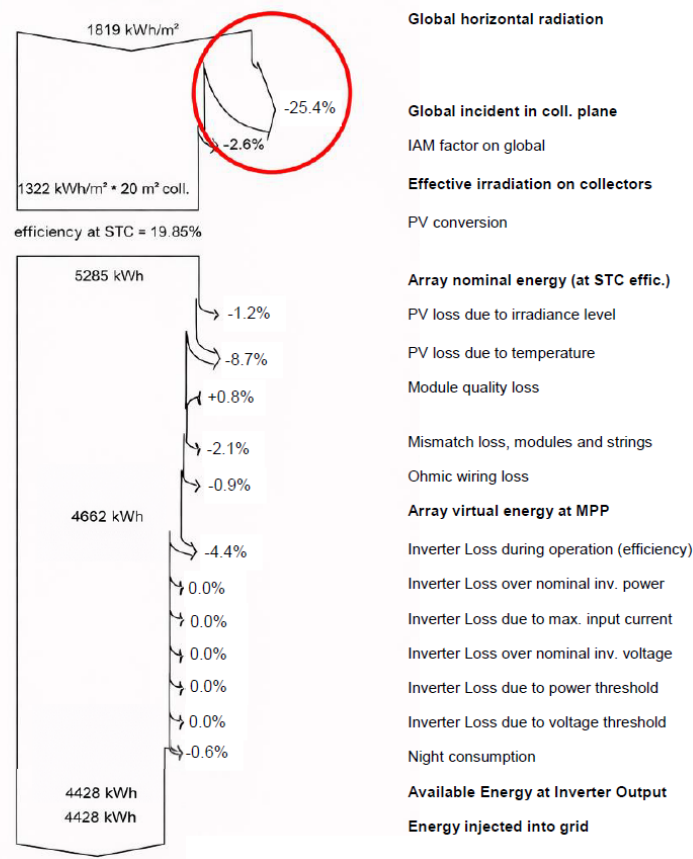 Global horizontal radiation
1819 kWh/m²
-25.4%
Global incident in coll. plane
-2.6%
IAM factor on global
1322 kWh/m² * 20 m² coll.
Effective irradiation on collectors
efficiency at STC = 19.85%
PV conversion
5285 kWh
Array nominal energy (at STC effic.)
-1.2%
PV loss due to irradiance level
-8.7%
PV loss due to temperature
+0.8%
Module quality loss
-2.1%
Mismatch loss, modules and strings
-0.9%
Ohmic wiring loss
4662 kWh
Array virtual energy at MPP
-4.4%
Inverter Loss during operation (efficiency)
0.0%
Inverter Loss over nominal inv. power
0.0%
Inverter Loss due to max. input current
0.0%
Inverter Loss over nominal inv. voltage
0.0%
Inverter Loss due to power threshold
0.0%
Inverter Loss due to voltage threshold
-0.6%
Night consumption
4428 kWh
Available Energy at Inverter Output
4428 kWh
Energy injected into grid